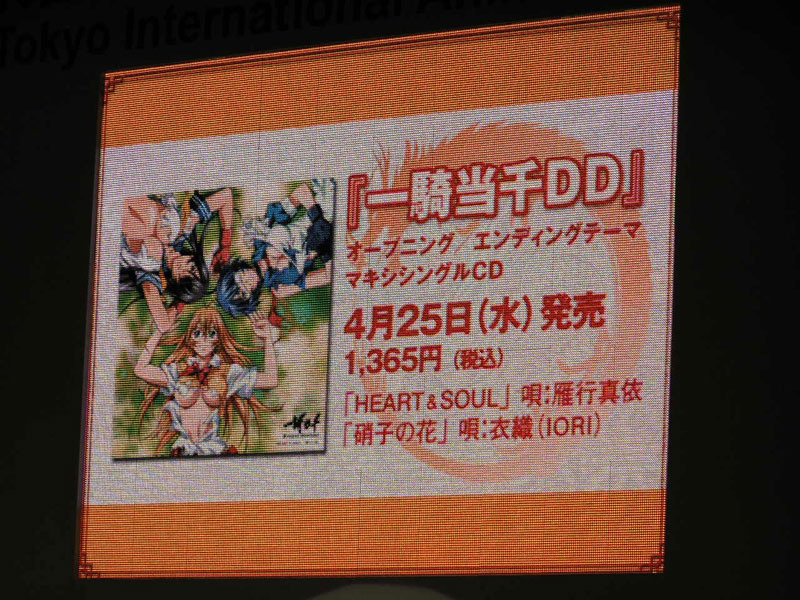 Tokyo International Ani
『一騎当千DD』
オープニング／エンディングテーマ
マキシシングルCD
4月25日(水)発売
1,365円(税込)
「HEART&SOUL」唄:雁行真依
「硝子の花」唄:衣織(IORI)